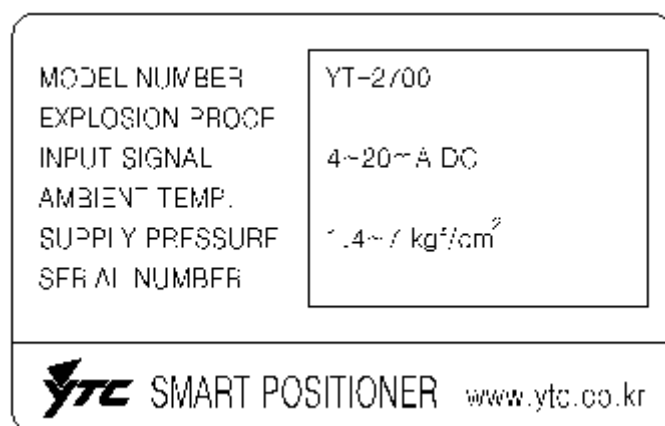 MODEL NUMBER YT-2700
EXPLOSION PROOF
INPUT SIGNAL 4~20mA DC
AMBIENT TEMP.
SUPPLY PRESSURE 1.4~7 kgf/cm²
SERIAL NUMBER
YTC SMART POSITIONER www.ytc.co.kr